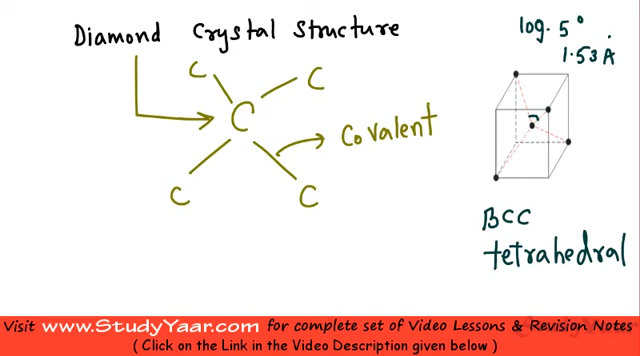 Diamond Crystal Structure
log. 5°
1.53 Å
C C
C
Covalent
C C
BCC
tetrahedral
Visit www.StudyYaar.com for complete set of Video Lessons & Revision Notes
( Click on the Link in the Video Description given below )